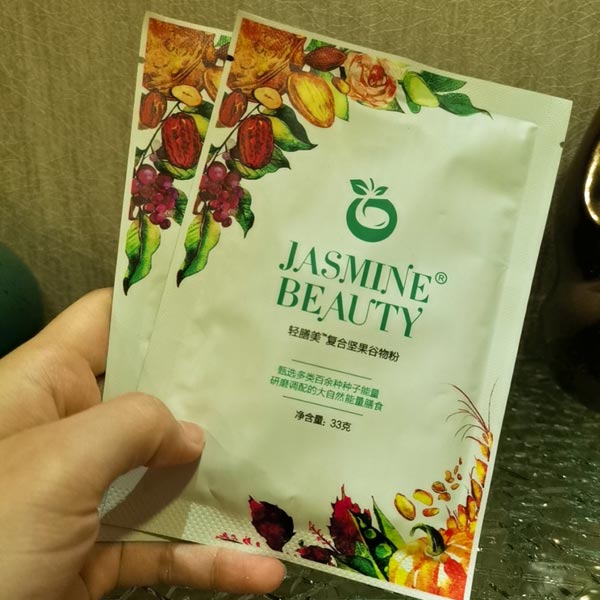 JASMINE®
BEAUTY
轻膳美™复合坚果谷物粉
甄选多类百余种种子能量
研磨调配的大自然能量膳食
净含量：33克